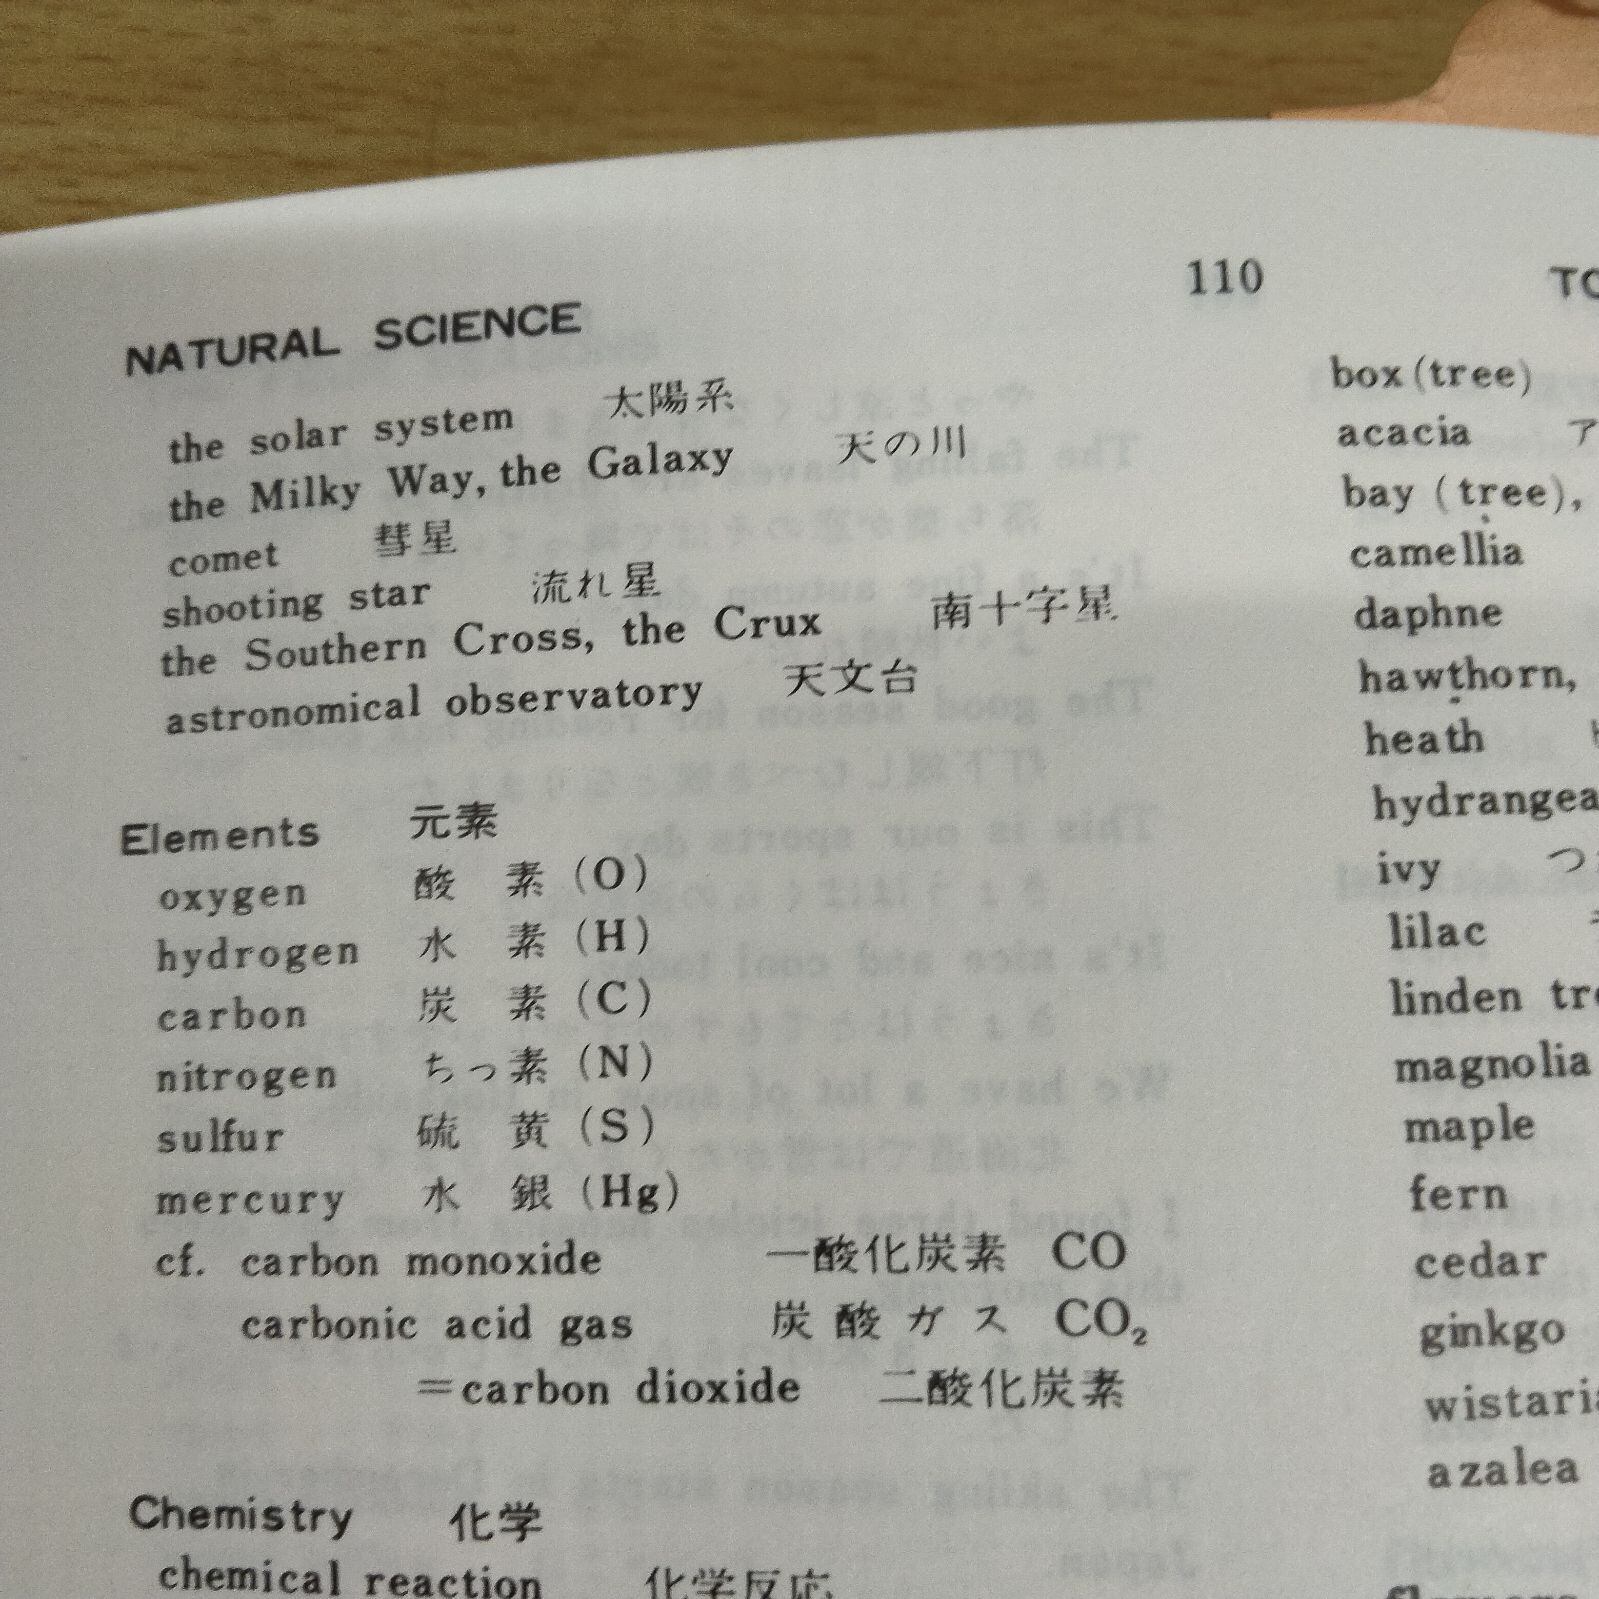 NATURAL SCIENCE 110
the solar system 太陽系
the Milky Way, the Galaxy 天の川
comet 彗星
shooting star 流れ星
the Southern Cross, the Crux 南十字星
astronomical observatory 天文台
Elements 元素
oxygen 酸素 (O)
hydrogen 水素 (H)
carbon 炭素 (C)
nitrogen ちっ素 (N)
sulfur 硫黄 (S)
mercury 水銀 (Hg)
cf. carbon monoxide 一酸化炭素 CO
carbonic acid gas 炭酸ガス CO₂
=carbon dioxide 二酸化炭素
Chemistry 化学
chemical reaction 化学反応
box (tree)
acacia ア
bay (tree),
camellia
daphne
hawthorn,
heath
hydrangea
ivy つ
lilac
linden
magnolia
maple
fern
cedar
ginkgo
wistaria
azalea